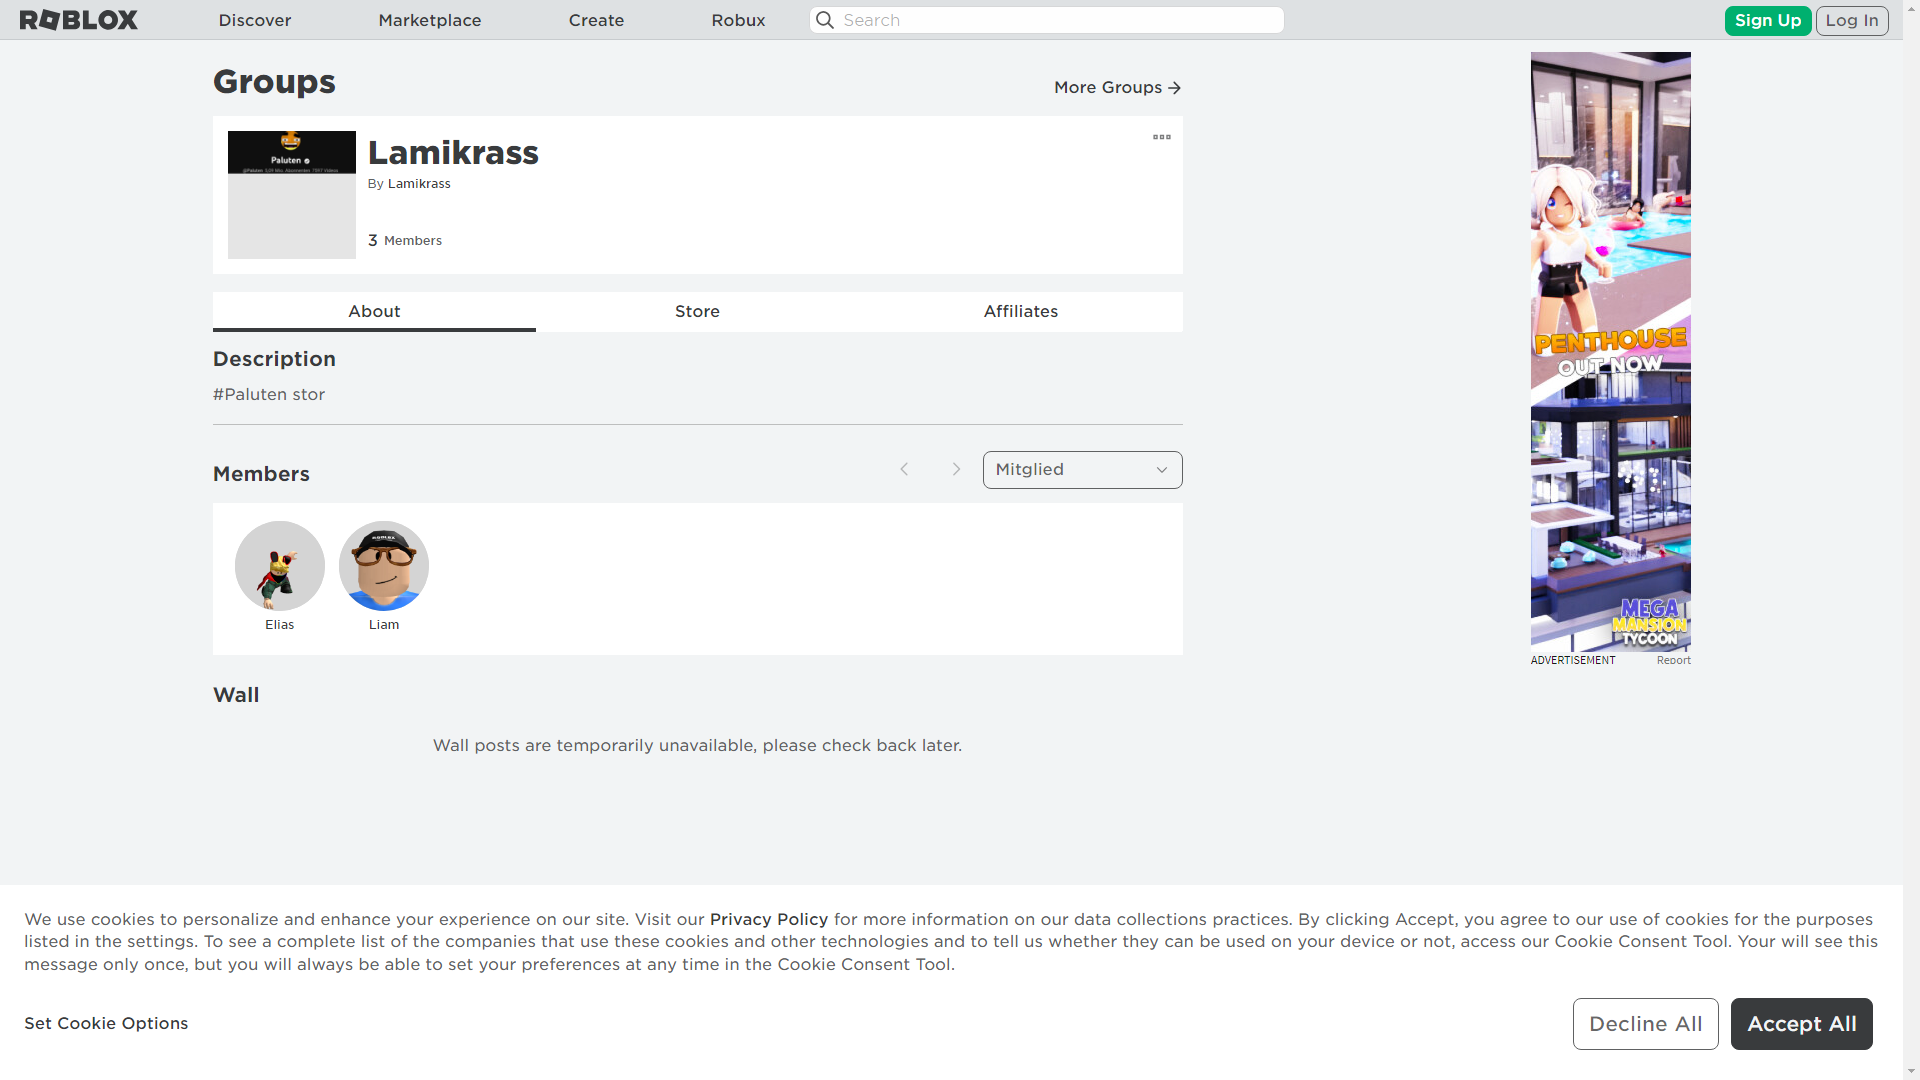 ROBLOX
Discover
Marketplace
Create
Robux
Search
Sign Up
Log In
Groups
More Groups
Paluten
Lamikrass
By Lamikrass
3 Members
About
Store
Affiliates
Description
#Paluten stor
Members
Mitglied
ROBLOX
Elias
Liam
Wall
Wall posts are temporarily unavailable, please check back later.
PENTHOUSE
OUT NOW
MEGA
MANSION
TYCOON
ADVERTISEMENT
Report
We use cookies to personalize and enhance your experience on our site. Visit our Privacy Policy for more information on our data collections practices. By clicking Accept, you agree to our use of cookies for the purposes
listed in the settings. To see a complete list of the companies that use these cookies and other technologies and to tell us whether they can be used on your device or not, access our Cookie Consent Tool. Your will see this
message only once, but you will always be able to set your preferences at any time in the Cookie Consent Tool.
Set Cookie Options
Decline All
Accept All